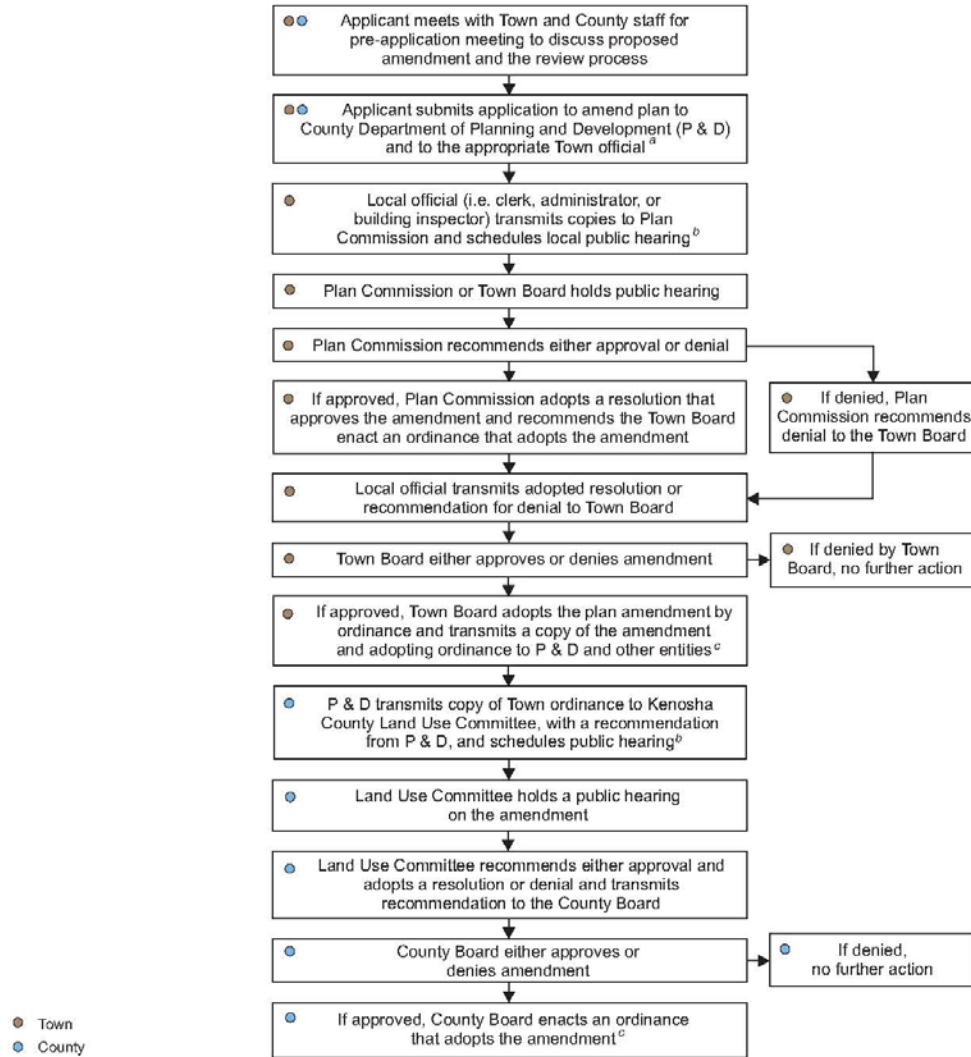 Applicant meets with Town and County staff for
pre-application meeting to discuss proposed
amendment and the review process
Applicant submits application to amend plan to
County Department of Planning and Development (P & D)
and to the appropriate Town official a
Local official (i.e. clerk, administrator, or
building inspector) transmits copies to Plan
Commission and schedules local public hearing b
Plan Commission or Town Board holds public hearing
Plan Commission recommends either approval or denial
If approved, Plan Commission adopts a resolution that
approves the amendment and recommends the Town Board
enact an ordinance that adopts the amendment
If denied, Plan
Commission recommends
denial to the Town Board
Local official transmits adopted resolution or
recommendation for denial to Town Board
Town Board either approves or denies amendment
If denied by Town
Board, no further action
If approved, Town Board adopts the plan amendment by
ordinance and transmits a copy of the amendment
and adopting ordinance to P & D and other entities c
P & D transmits copy of Town ordinance to Kenosha
County Land Use Committee, with a recommendation
from P & D, and schedules public hearing b
Land Use Committee holds a public hearing
on the amendment
Land Use Committee recommends either approval and
adopts a resolution or denial and transmits
recommendation to the County Board
County Board either approves or
denies amendment
If denied,
no further action
If approved, County Board enacts an ordinance
that adopts the amendment c
Town
County